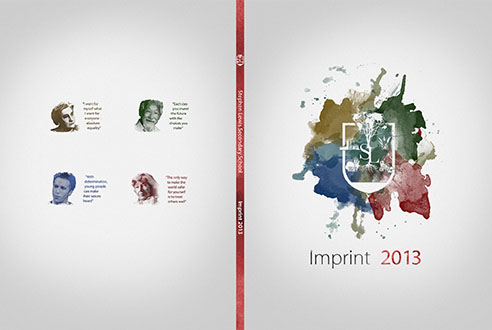 "I want for
myself what
I want for
everyone -
absolute
equality"
"Each day
you invent
the future
with the
choices you
make"
"With
determination,
young people
can make
their voices
heard"
"The only way
to make the
world safe
for yourself
is to treat
others well"
Stephen Lewis Secondary School
Imprint 2013
SL
Imprint 2013